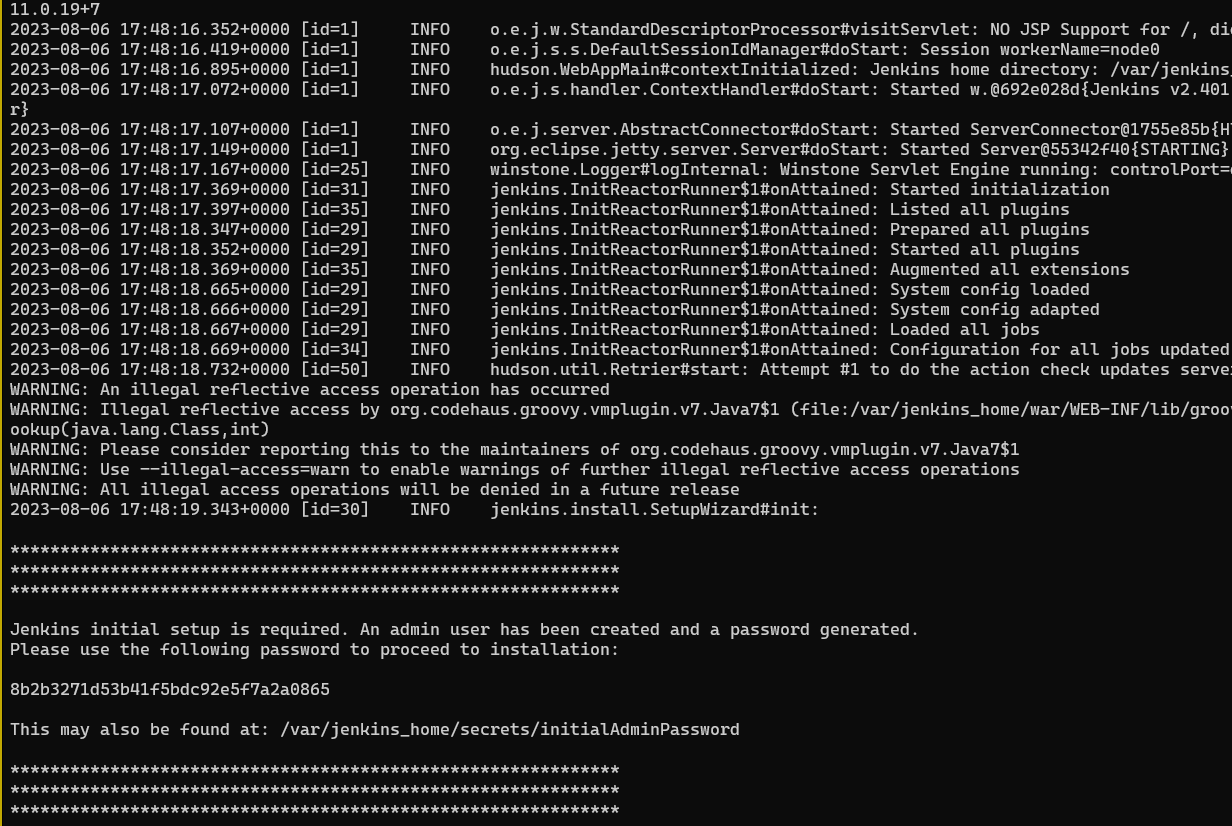 11.0.19+7
2023-08-06 17:48:16.352+0000 [id=1]     INFO    o.e.j.w.StandardDescriptorProcessor#visitServlet: NO JSP Support for /,
2023-08-06 17:48:16.419+0000 [id=1]     INFO    o.e.j.s.s.DefaultSessionIdManager#doStart: Session workerName=node0
2023-08-06 17:48:16.895+0000 [id=1]     INFO    hudson.WebAppMain#contextInitialized: Jenkins home directory: /var/jenkins_
2023-08-06 17:48:17.072+0000 [id=1]     INFO    o.e.j.s.handler.ContextHandler#doStart: Started w.@692e028d{Jenkins v2.401
r}
2023-08-06 17:48:17.107+0000 [id=1]     INFO    o.e.j.server.AbstractConnector#doStart: Started ServerConnector@1755e85b{H
2023-08-06 17:48:17.149+0000 [id=1]     INFO    org.eclipse.jetty.server.Server#doStart: Started Server@55342f40{STARTING}
2023-08-06 17:48:17.167+0000 [id=25]    INFO    winstone.Logger#logInternal: Winstone Servlet Engine running: controlPort=
2023-08-06 17:48:17.369+0000 [id=31]    INFO    jenkins.InitReactorRunner$1#onAttained: Started initialization
2023-08-06 17:48:17.397+0000 [id=35]    INFO    jenkins.InitReactorRunner$1#onAttained: Listed all plugins
2023-08-06 17:48:18.347+0000 [id=29]    INFO    jenkins.InitReactorRunner$1#onAttained: Prepared all plugins
2023-08-06 17:48:18.352+0000 [id=29]    INFO    jenkins.InitReactorRunner$1#onAttained: Started all plugins
2023-08-06 17:48:18.369+0000 [id=35]    INFO    jenkins.InitReactorRunner$1#onAttained: Augmented all extensions
2023-08-06 17:48:18.665+0000 [id=29]    INFO    jenkins.InitReactorRunner$1#onAttained: System config loaded
2023-08-06 17:48:18.666+0000 [id=29]    INFO    jenkins.InitReactorRunner$1#onAttained: System config adapted
2023-08-06 17:48:18.667+0000 [id=29]    INFO    jenkins.InitReactorRunner$1#onAttained: Loaded all jobs
2023-08-06 17:48:18.669+0000 [id=34]    INFO    jenkins.InitReactorRunner$1#onAttained: Configuration for all jobs updated
2023-08-06 17:48:18.732+0000 [id=50]    INFO    hudson.util.Retrier#start: Attempt #1 to do the action check updates serve
WARNING: An illegal reflective access operation has occurred
WARNING: Illegal reflective access by org.codehaus.groovy.vmplugin.v7.Java7$1 (file:/var/jenkins_home/war/WEB-INF/lib/groo
ookup(java.lang.Class,int)
WARNING: Please consider reporting this to the maintainers of org.codehaus.groovy.vmplugin.v7.Java7$1
WARNING: Use --illegal-access=warn to enable warnings of further illegal reflective access operations
WARNING: All illegal access operations will be denied in a future release
2023-08-06 17:48:19.343+0000 [id=30]    INFO    jenkins.install.SetupWizard#init:

*************************************************************
*************************************************************
*************************************************************

Jenkins initial setup is required. An admin user has been created and a password generated.
Please use the following password to proceed to installation:

8b2b3271d53b41f5bdc92e5f7a2a0865

This may also be found at: /var/jenkins_home/secrets/initialAdminPassword

*************************************************************
*************************************************************
*************************************************************